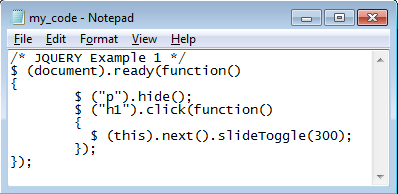 my_code - Notepad
File Edit Format View Help
/* JQUERY Example 1 */
$ (document).ready(function()
{
$ ("p").hide();
$ ("h1").click(function()
{
$ (this).next().slideToggle(300);
});
});